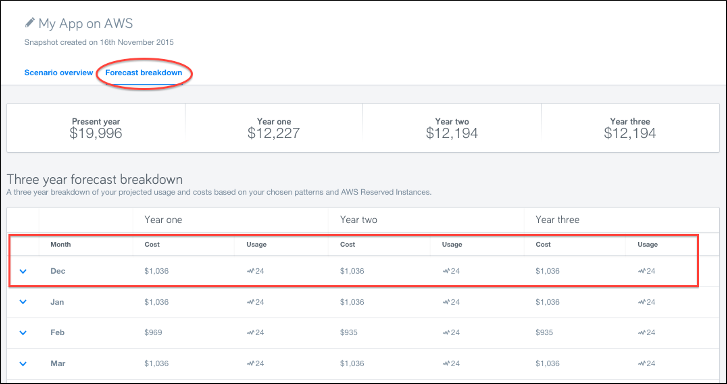 My App on AWS
Snapshot created on 16th November 2015
Scenario overview Forecast breakdown
Present year Year one Year two Year three
$19,996 $12,227 $12,194 $12,194
Three year forecast breakdown
A three year breakdown of your projected usage and costs based on your chosen patterns and AWS Reserved Instances.
Year one Year two Year three
Month Cost Usage Cost Usage Cost Usage
Dec $1,036 24 $1,036 24 $1,036 24
Jan $1,036 24 $1,036 24 $1,036 24
Feb $969 24 $935 24 $935 24
Mar $1,036 24 $1,036 24 $1,036 24